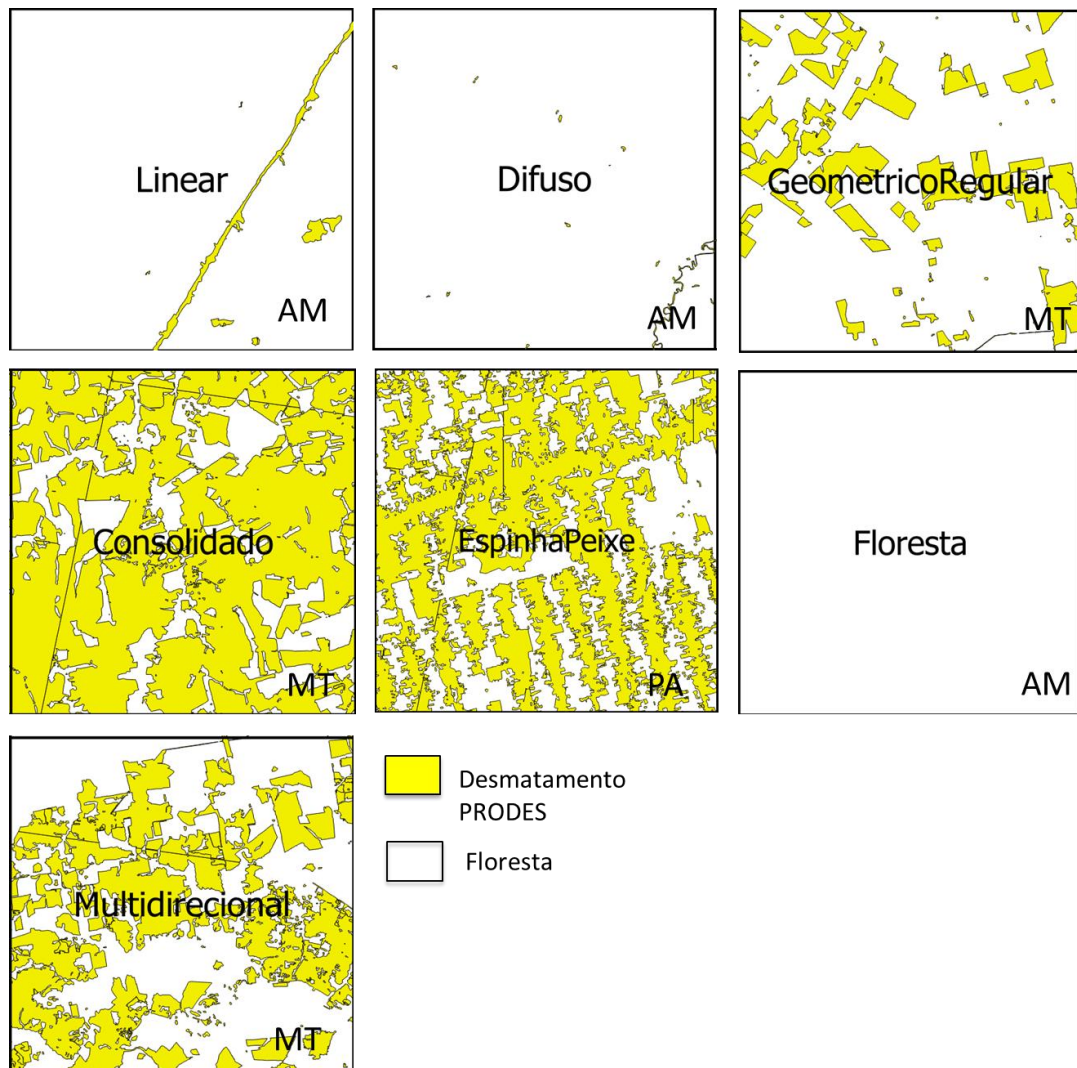 Linear
AM
Difuso
AM
GeometricoRegular
MT
Consolidado
MT
EspinhaPeixe
PA
Floresta
AM
Multidirecional
MT
Desmatamento
PRODES
Floresta